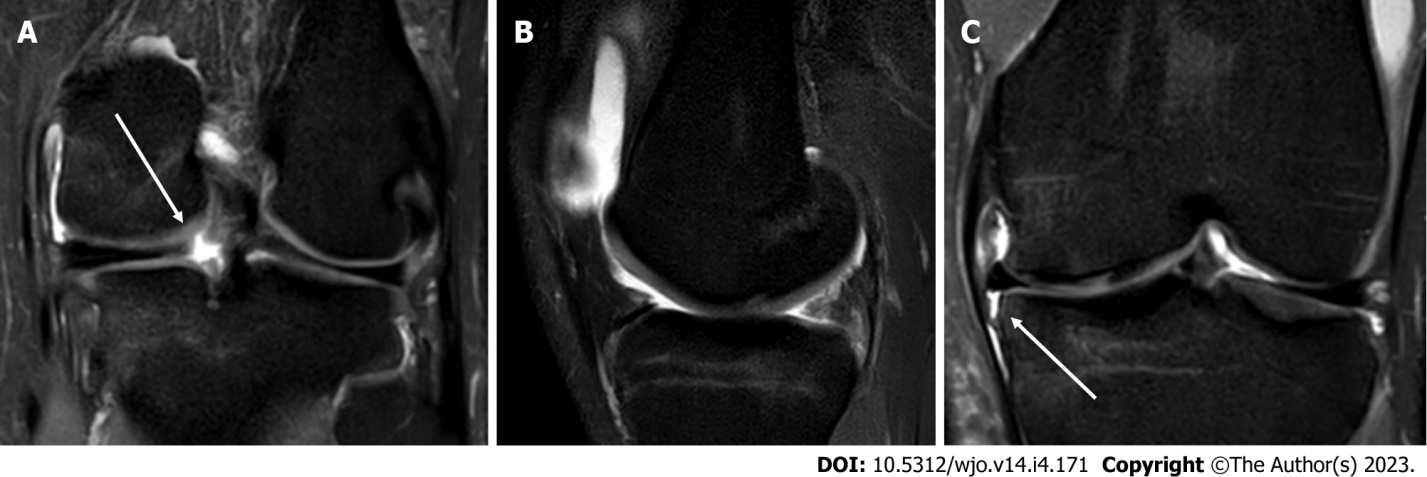 A
B
C
DOI: 10.5312/wjo.v14.i4.171 Copyright ©The Author(s) 2023.